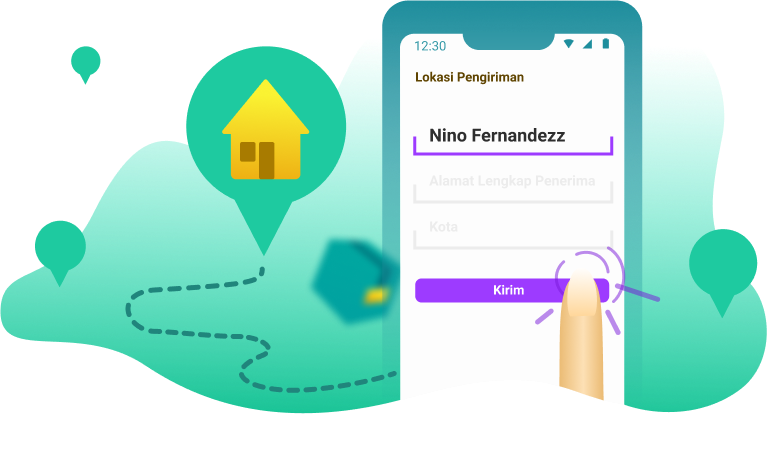 12:30
Lokasi Pengiriman
Nino Fernandezz
Alamat Lengkap Penerima
Kota
Kirim